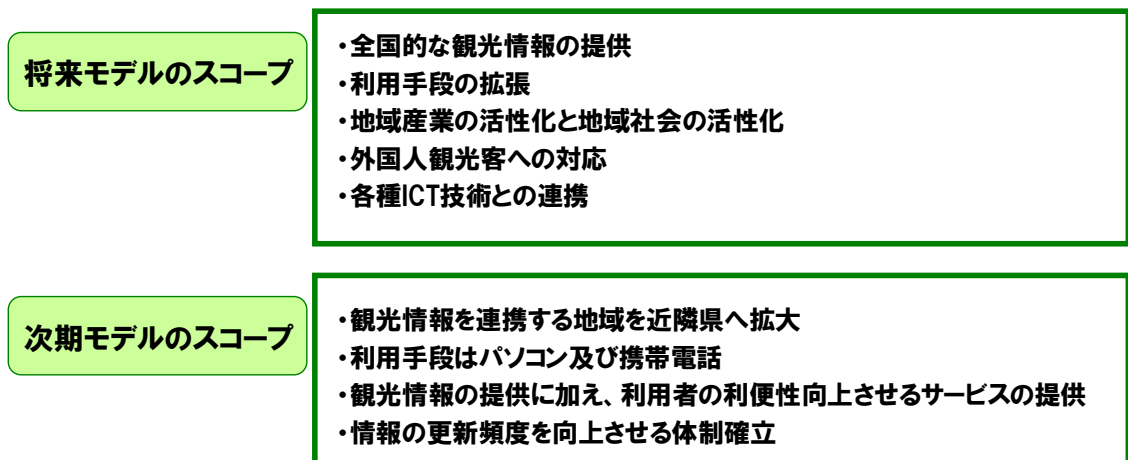 将来モデルのスコープ
・全国的な観光情報の提供
・利用手段の拡張
・地域産業の活性化と地域社会の活性化
・外国人観光客への対応
・各種ICT技術との連携
次期モデルのスコープ
・観光情報を連携する地域を近隣県へ拡大
・利用手段はパソコン及び携帯電話
・観光情報の提供に加え、利用者の利便性向上させるサービスの提供
・情報の更新頻度を向上させる体制確立